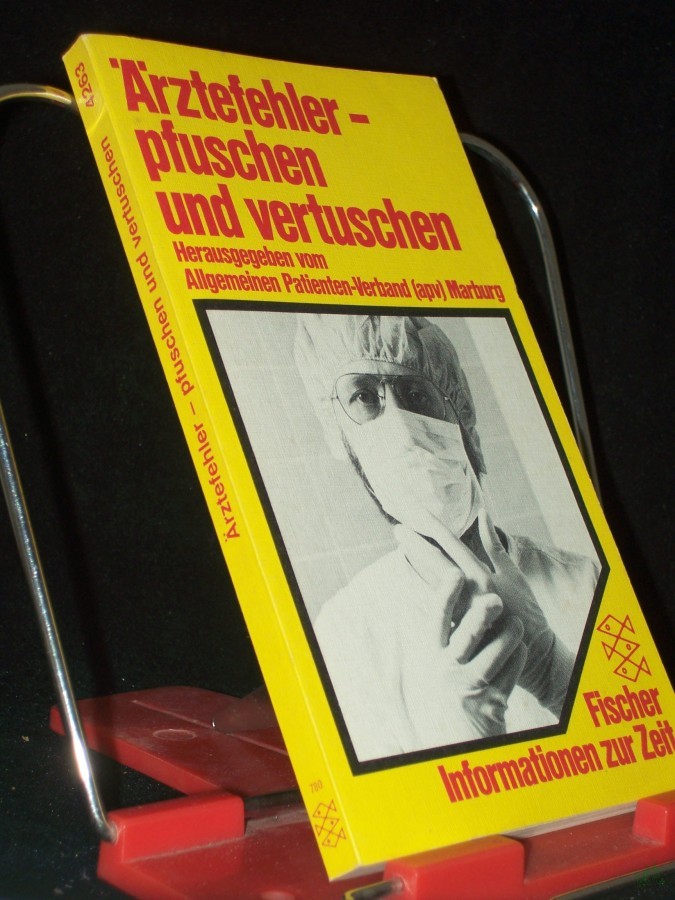 Ärztefehler –
pfuschen
und vertuschen
Herausgegeben vom
Allgemeinen Patienten-Verband (apv) Marburg
Fischer
Informationen zur Zeit
4263
Ärztefehler – pfuschen und vertuschen
780